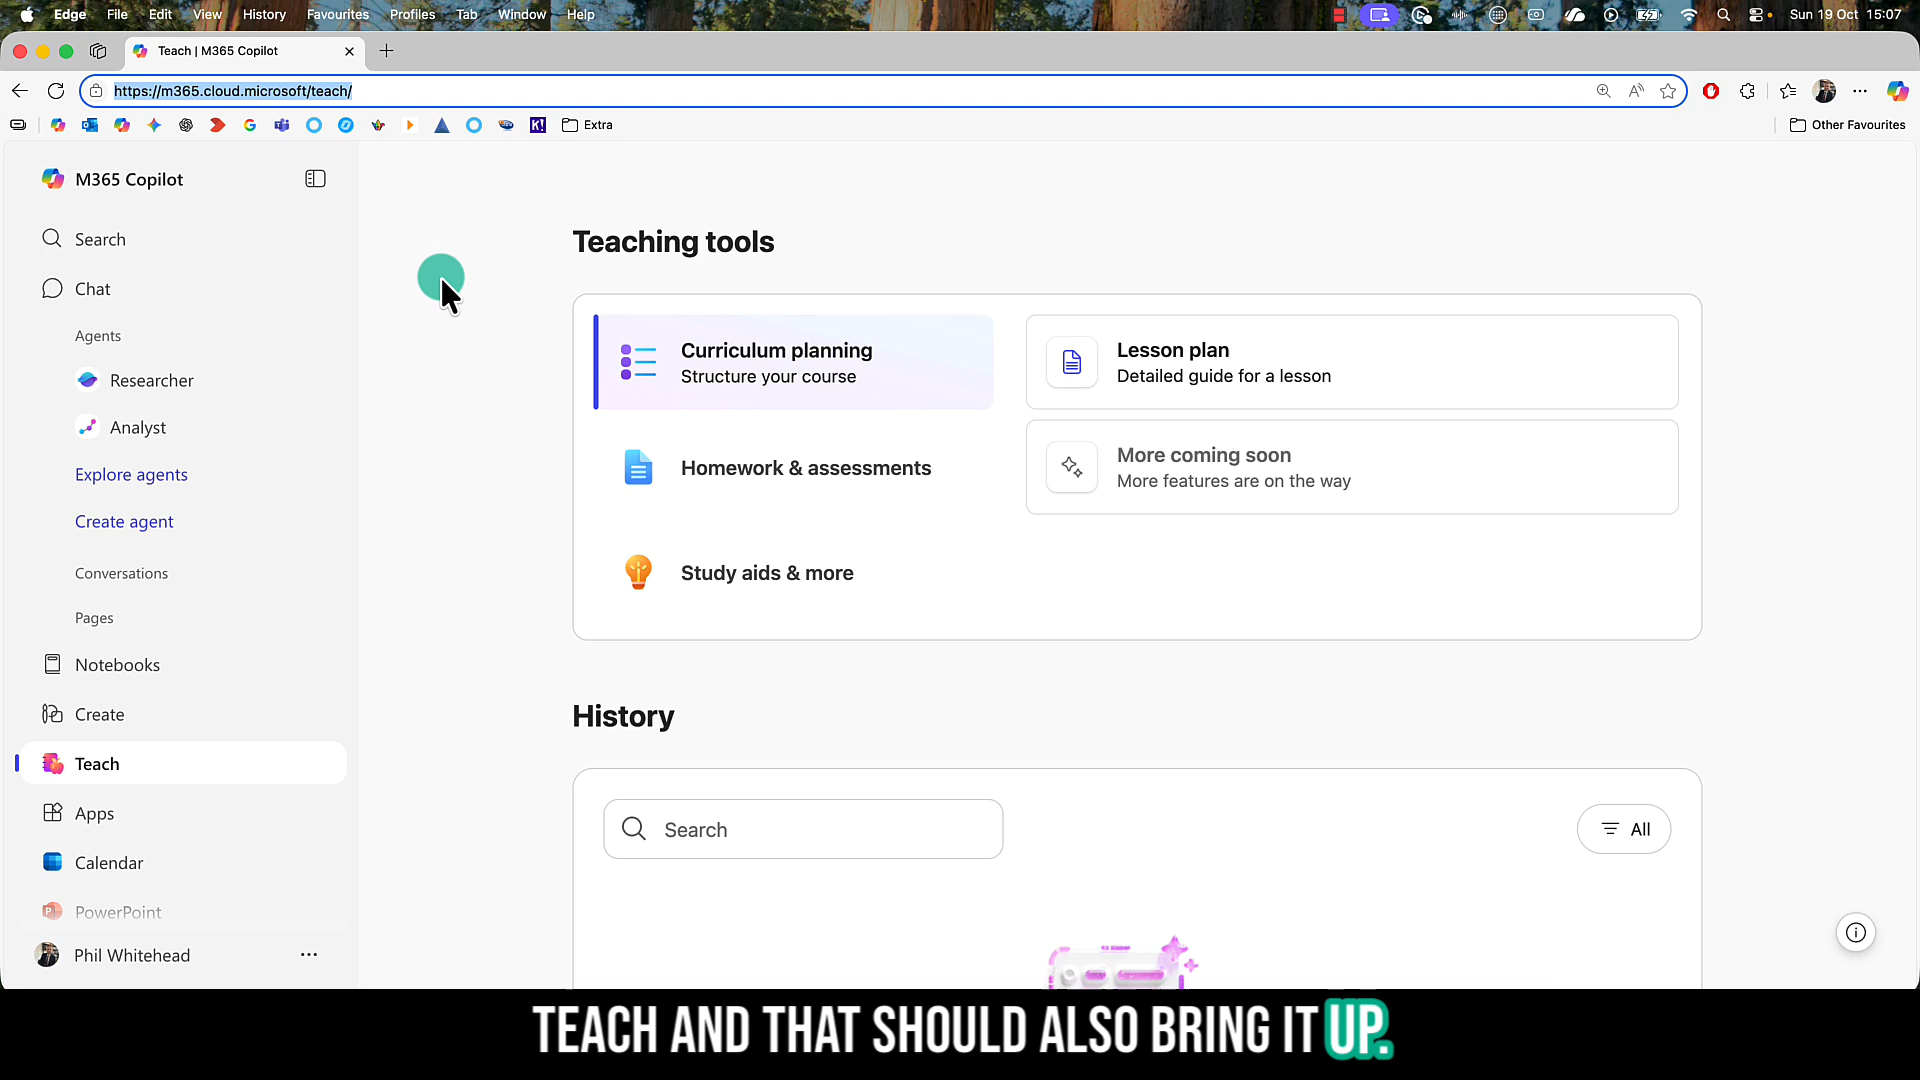 Edge File Edit View History Favourites Profiles Tab Window Help Sun 19 Oct 15:07
Teach | M365 Copilot
https://m365.cloud.microsoft/teach/
K! Extra Other Favourites
M365 Copilot
Search
Chat
Agents
Researcher
Analyst
Explore agents
Create agent
Conversations
Pages
Notebooks
Create
Teach
Apps
Calendar
PowerPoint
Phil Whitehead
Teaching tools
Curriculum planning
Structure your course
Homework & assessments
Study aids & more
Lesson plan
Detailed guide for a lesson
More coming soon
More features are on the way
History
Search
All
TEACH AND THAT SHOULD ALSO BRING IT UP.